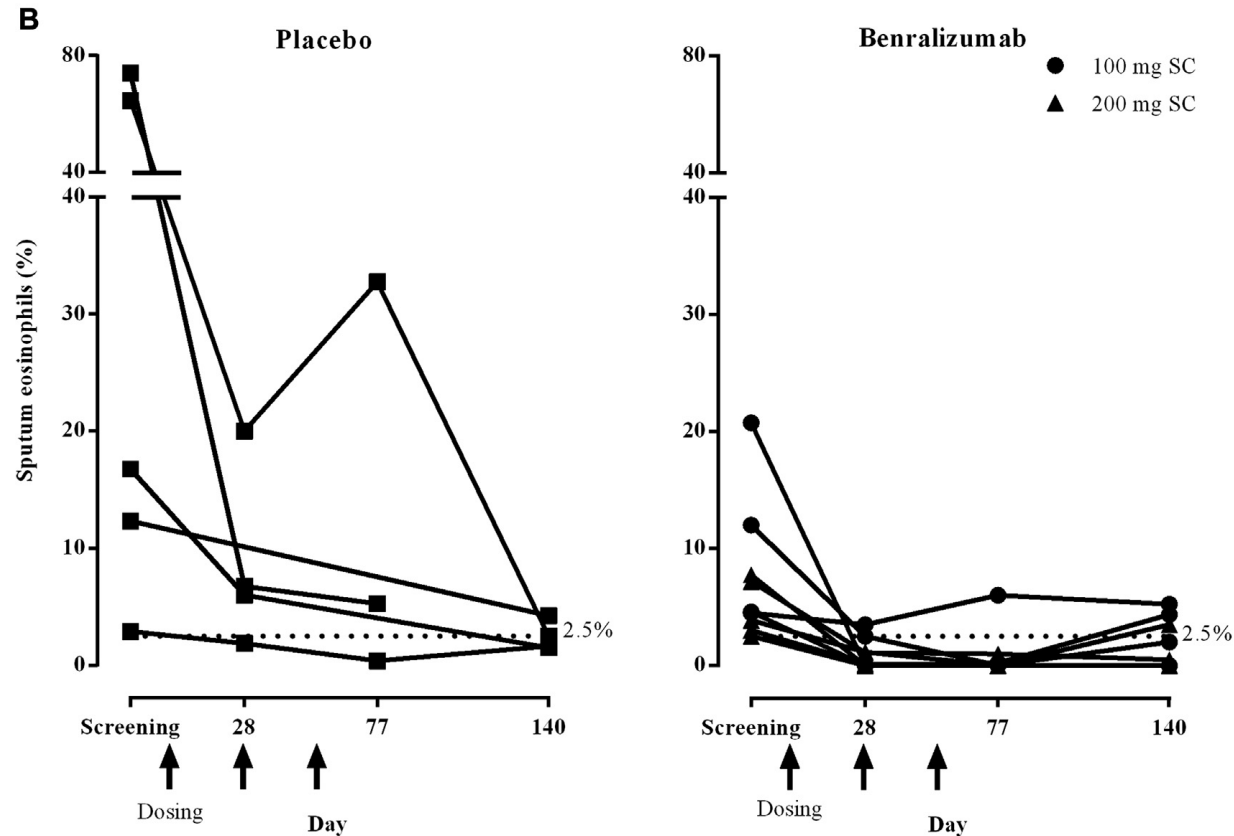 B
Placebo
Benralizumab
100 mg SC
200 mg SC
Sputum eosinophils (%)
80
40
40
30
20
10
0
2.5%
Screening 28 77 140
Dosing
Day
80
40
40
30
20
10
0
2.5%
Screening 28 77 140
Dosing
Day